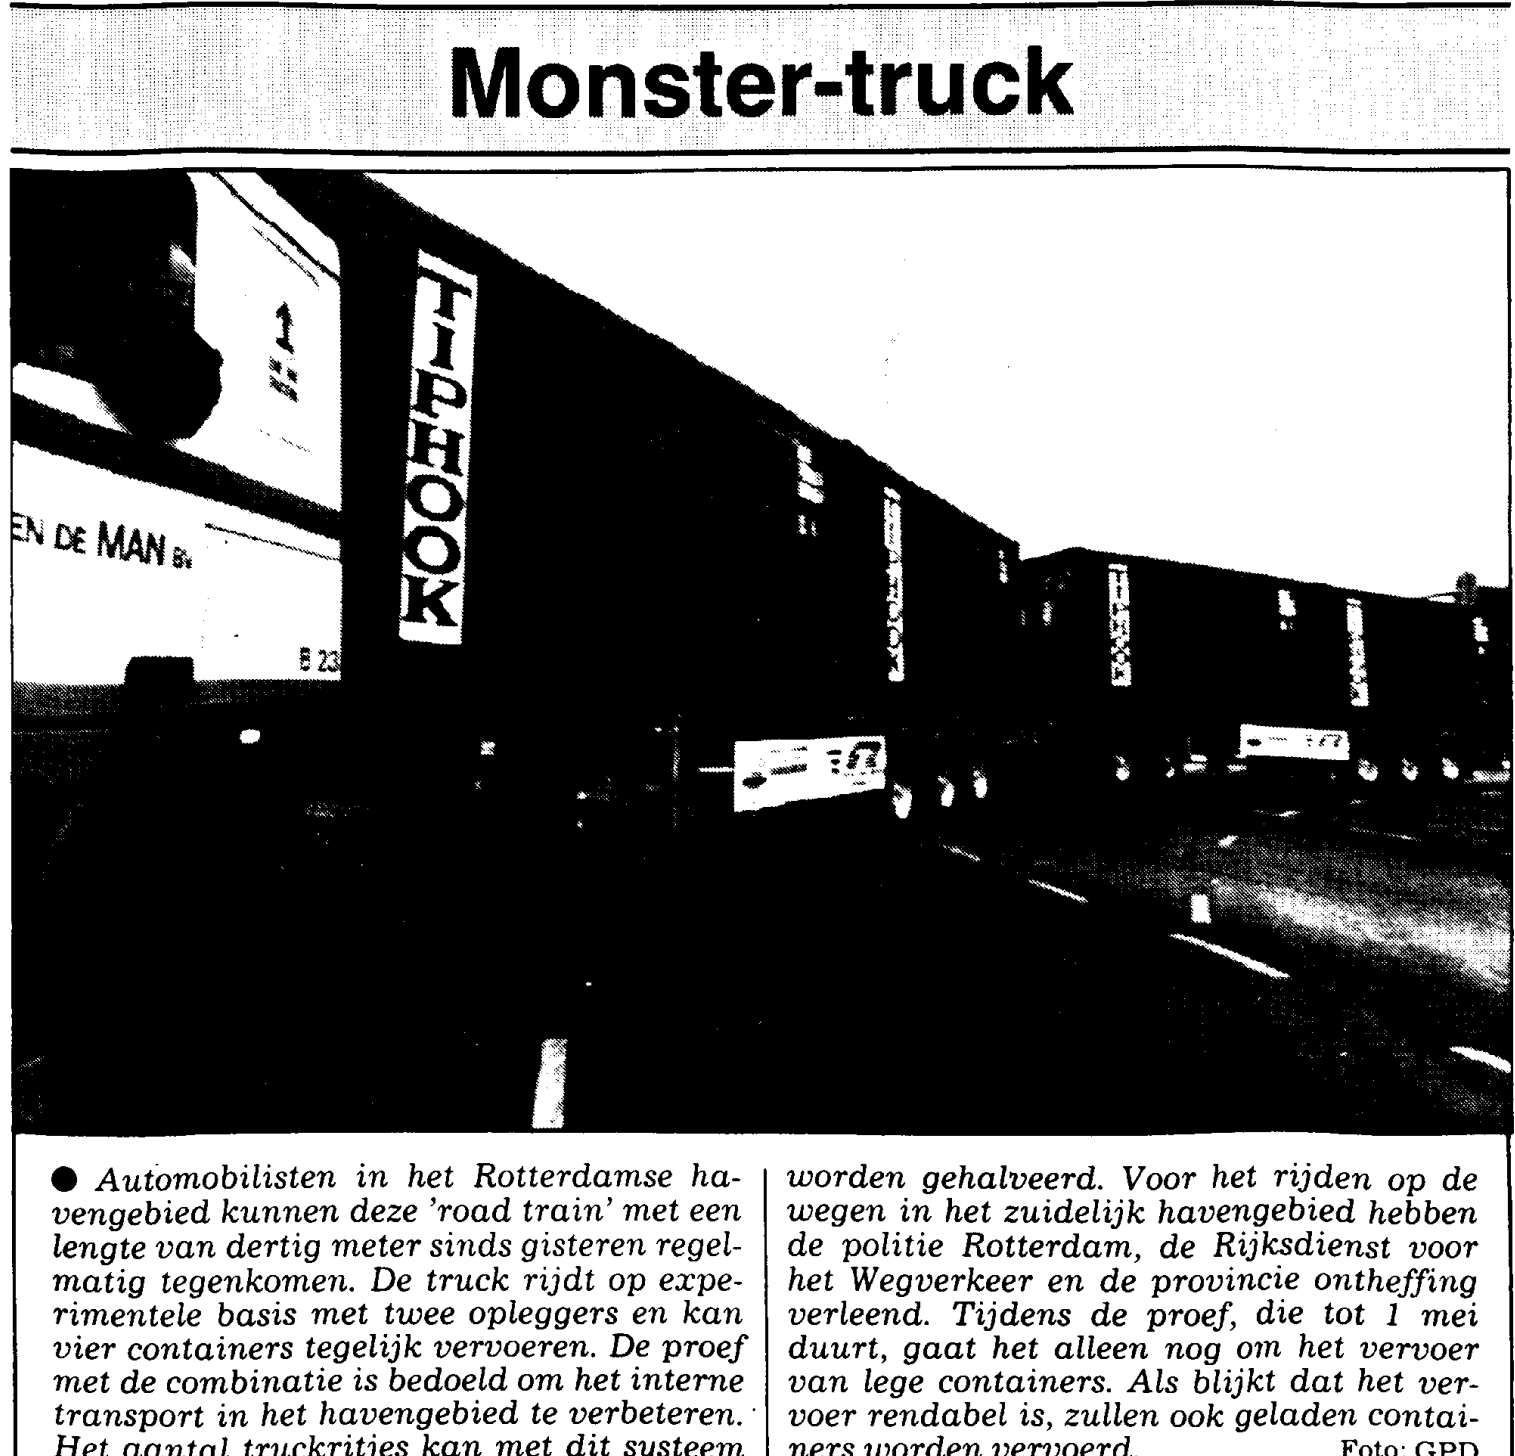 Monster-truck
TIPHOOK
TIPHOOK
TIPHOOK
EN DE MAN BV
B 23
● Automobilisten in het Rotterdamse ha-
vengebied kunnen deze 'road train' met een
lengte van dertig meter sinds gisteren regel-
matig tegenkomen. De truck rijdt op expe-
rimentele basis met twee opleggers en kan
vier containers tegelijk vervoeren. De proef
met de combinatie is bedoeld om het interne
transport in het havengebied te verbeteren.
Het aantal truckritjes kan met dit systeem
worden gehalveerd. Voor het rijden op de
wegen in het zuidelijk havengebied hebben
de politie Rotterdam, de Rijksdienst voor
het Wegverkeer en de provincie ontheffing
verleend. Tijdens de proef, die tot 1 mei
duurt, gaat het alleen nog om het vervoer
van lege containers. Als blijkt dat het ver-
voer rendabel is, zullen ook geladen contai-
ners worden vervoerd. Foto: GPD